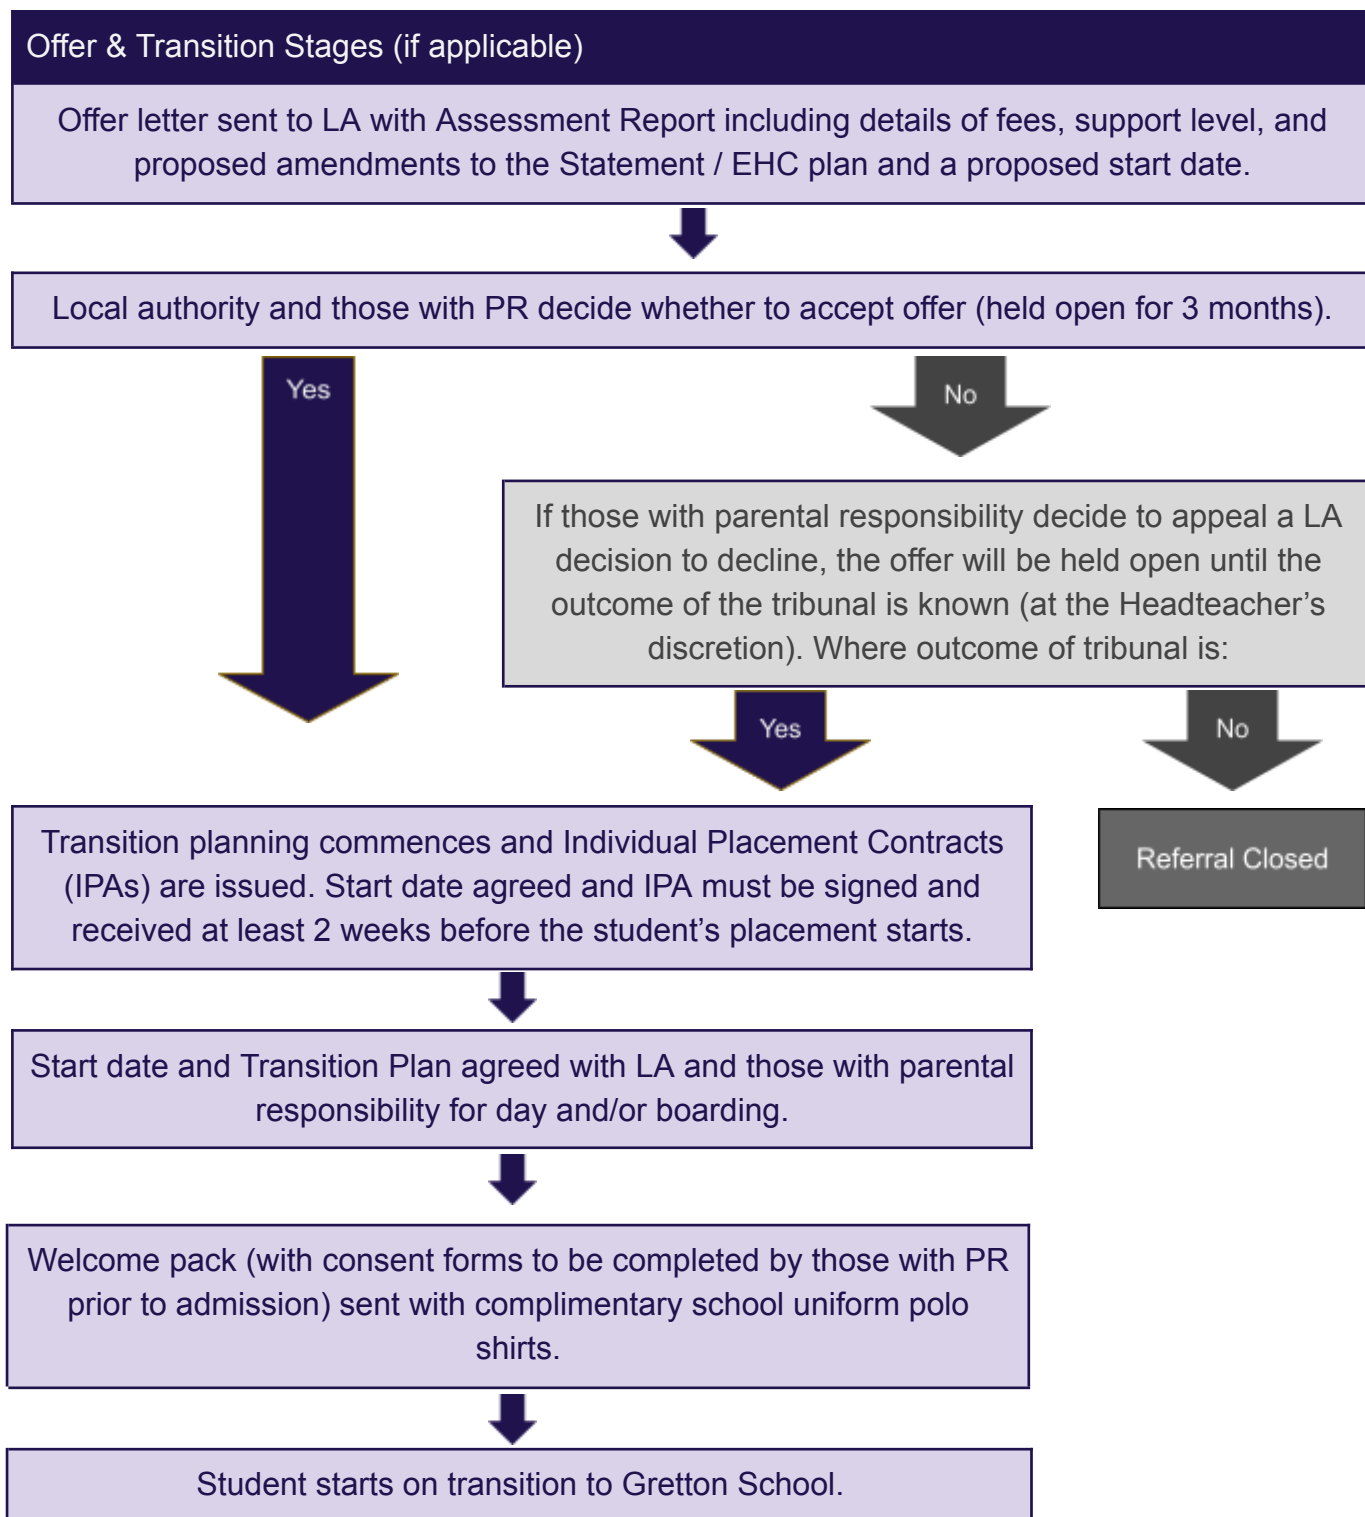 Offer & Transition Stages (if applicable)
Offer letter sent to LA with Assessment Report including details of fees, support level, and
proposed amendments to the Statement / EHC plan and a proposed start date.
Local authority and those with PR decide whether to accept offer (held open for 3 months).
Yes
No
If those with parental responsibility decide to appeal a LA
decision to decline, the offer will be held open until the
outcome of the tribunal is known (at the Headteacher’s
discretion). Where outcome of tribunal is:
Yes
No
Transition planning commences and Individual Placement Contracts
(IPAs) are issued. Start date agreed and IPA must be signed and
received at least 2 weeks before the student’s placement starts.
Referral Closed
Start date and Transition Plan agreed with LA and those with parental
responsibility for day and/or boarding.
Welcome pack (with consent forms to be completed by those with PR
prior to admission) sent with complimentary school uniform polo
shirts.
Student starts on transition to Gretton School.